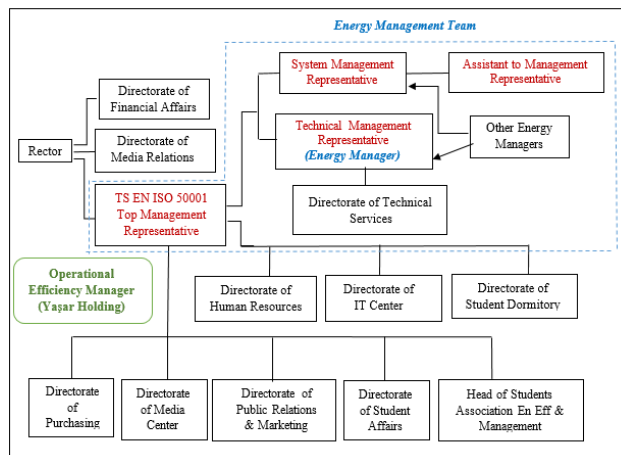 Energy Management Team
System Management
Representative
Assistant to Management
Representative
Directorate of
Financial Affairs
Technical Management
Representative
(Energy Manager)
Other Energy
Managers
Rector
Directorate of
Media Relations
TS EN ISO 50001
Top Management
Representative
Directorate of Technical
Services
Operational
Efficiency Manager
(Yaşar Holding)
Directorate of
Human Resources
Directorate of
IT Center
Directorate of
Student Dormitory
Directorate
of
Purchasing
Directorate
of Media
Center
Directorate of
Public Relations
& Marketing
Directorate
of Student
Affairs
Head of Students
Association En Eff &
Management